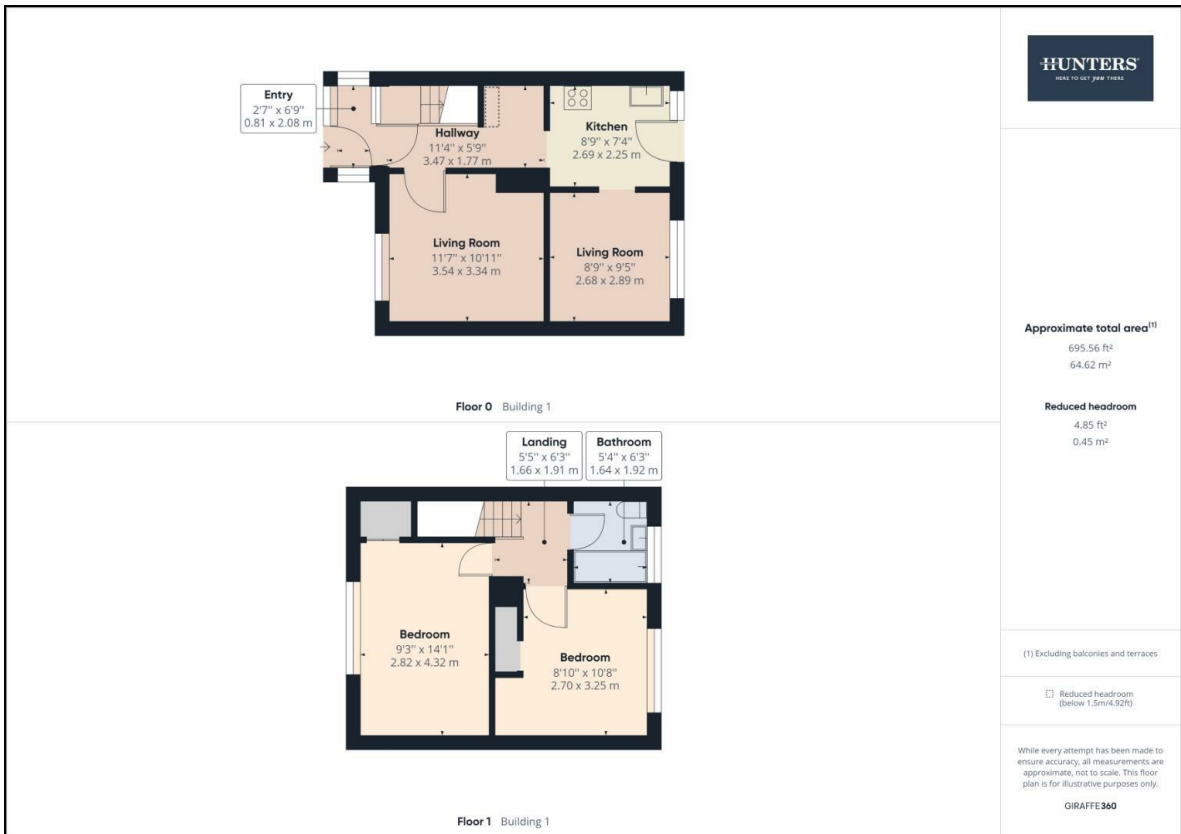 Entry
2'7" x 6'9"
0.81 x 2.08 m
Hallway
11'4" x 5'9"
3.47 x 1.77 m
Kitchen
8'9" x 7'4"
2.69 x 2.25 m
Living Room
11'7" x 10'11"
3.54 x 3.34 m
Living Room
8'9" x 9'5"
2.68 x 2.89 m
Floor 0 Building 1
Landing
5'5" x 6'3"
1.66 x 1.91 m
Bathroom
5'4" x 6'3"
1.64 x 1.92 m
Bedroom
9'3" x 14'1"
2.82 x 4.32 m
Bedroom
8'10" x 10'8"
2.70 x 3.25 m
Floor 1 Building 1
HUNTERS
HERE TO GET you THERE
Approximate total area(1)
695.56 ft²
64.62 m²
Reduced headroom
4.85 ft²
0.45 m²
(1) Excluding balconies and terraces
Reduced headroom
(below 1.5m/4.92ft)
While every attempt has been made to
ensure accuracy, all measurements are
approximate, not to scale. This floor
plan is for illustrative purposes only.
GIRAFFE360